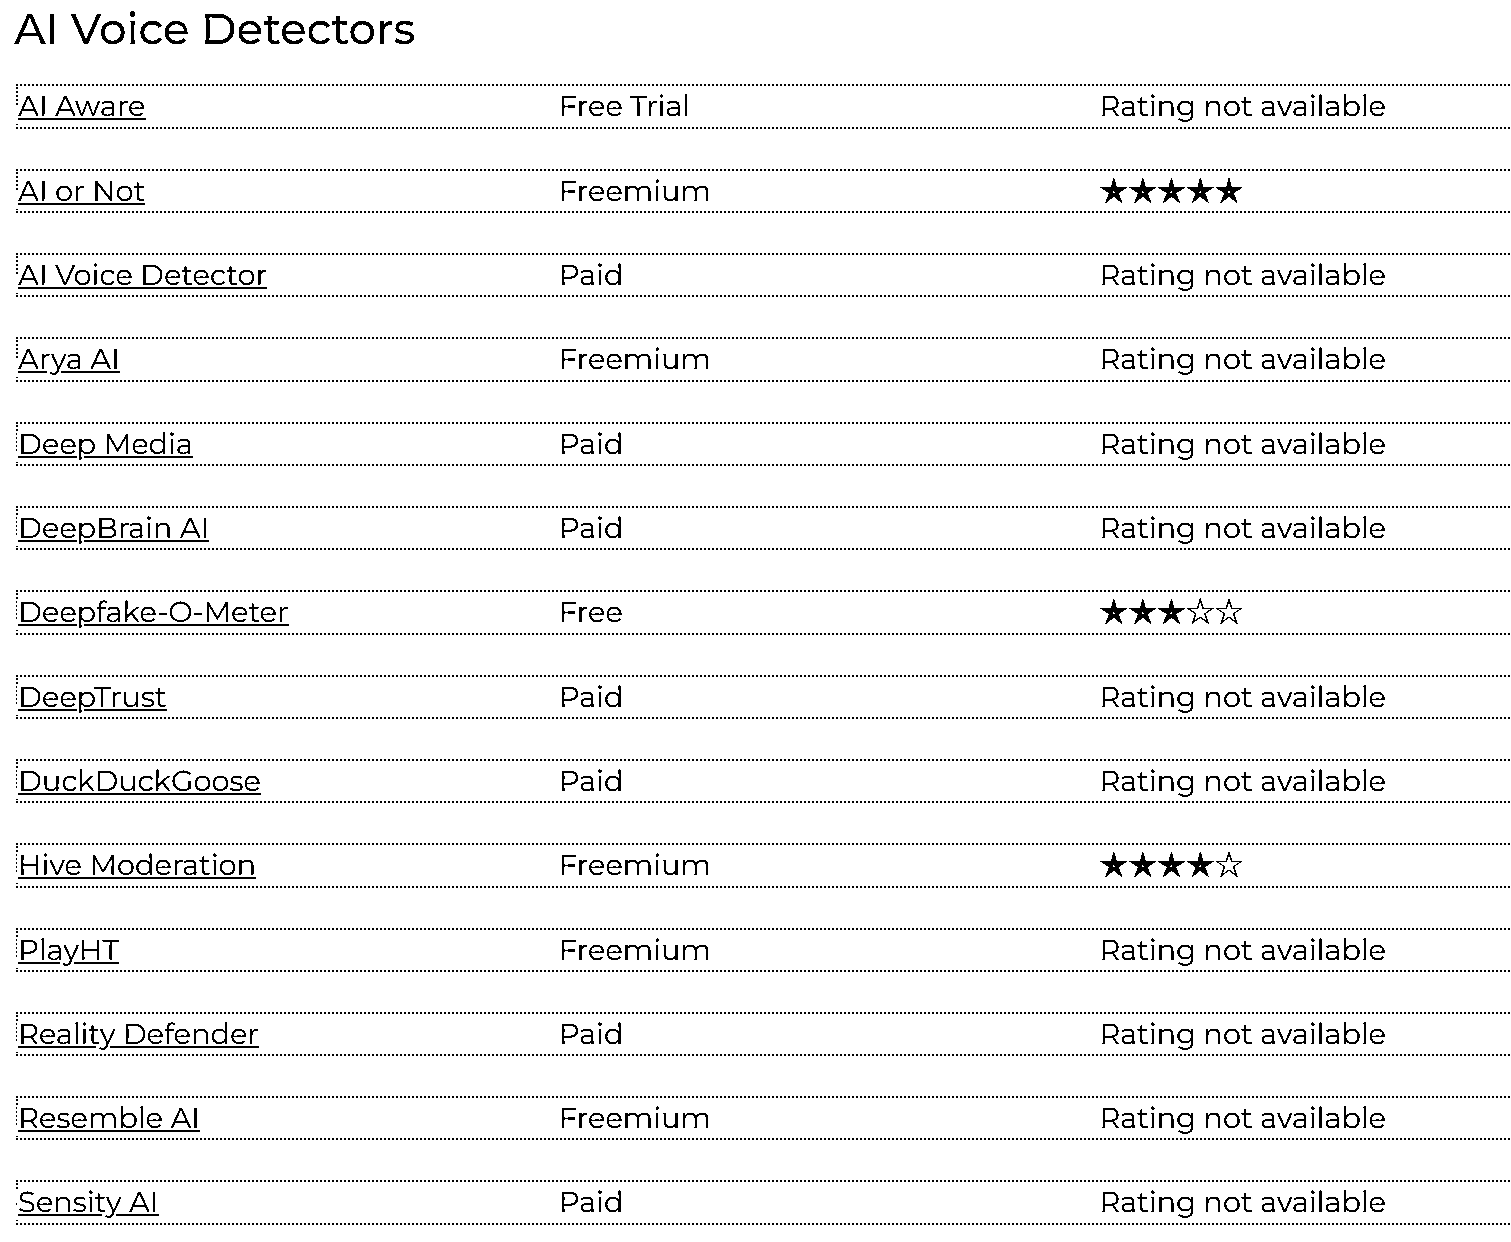 AI Voice Detectors
AI Aware Free Trial Rating not available
AI or Not Freemium ★★★★★
AI Voice Detector Paid Rating not available
Arya AI Freemium Rating not available
Deep Media Paid Rating not available
DeepBrain AI Paid Rating not available
Deepfake-O-Meter Free ★★★☆☆
DeepTrust Paid Rating not available
DuckDuckGoose Paid Rating not available
Hive Moderation Freemium ★★★★☆
PlayHT Freemium Rating not available
Reality Defender Paid Rating not available
Resemble AI Freemium Rating not available
Sensity AI Paid Rating not available